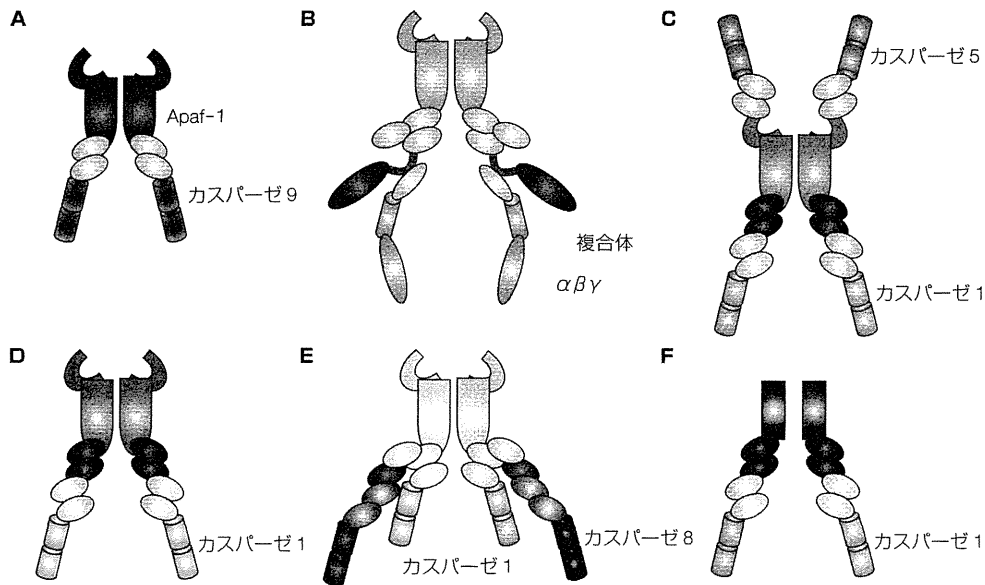 A
Apaf-1
カスパーゼ 9
B
複合体
αβγ
C
カスパーゼ 5
カスパーゼ 1
D
カスパーゼ 1
E
カスパーゼ 1
カスパーゼ 8
F
カスパーゼ 1